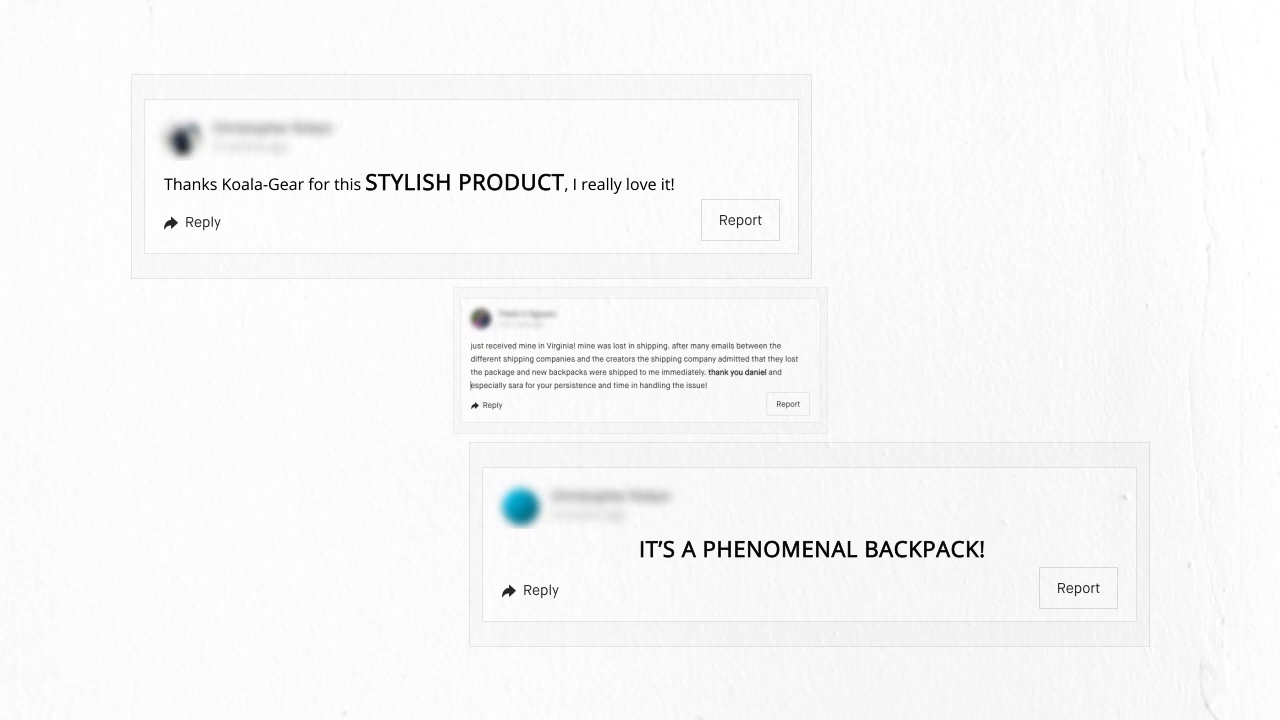 Thanks Koala-Gear for this STYLISH PRODUCT, I really love it!
Reply
Report
just received mine in Virginia! mine was lost in shipping. after many emails between the
different shipping companies and the creators the shipping company admitted that they lost
the package and new backpacks were shipped to me immediately. thank you daniel and
especially sara for your persistence and time in handling the issue!
Reply
Report
IT'S A PHENOMENAL BACKPACK!
Reply
Report